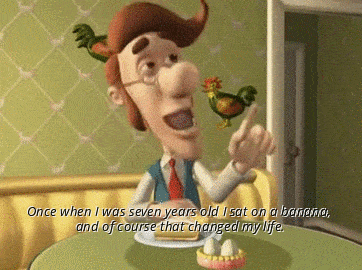 Once when I was seven years old I sat on a banana,
and of course that changed my life.